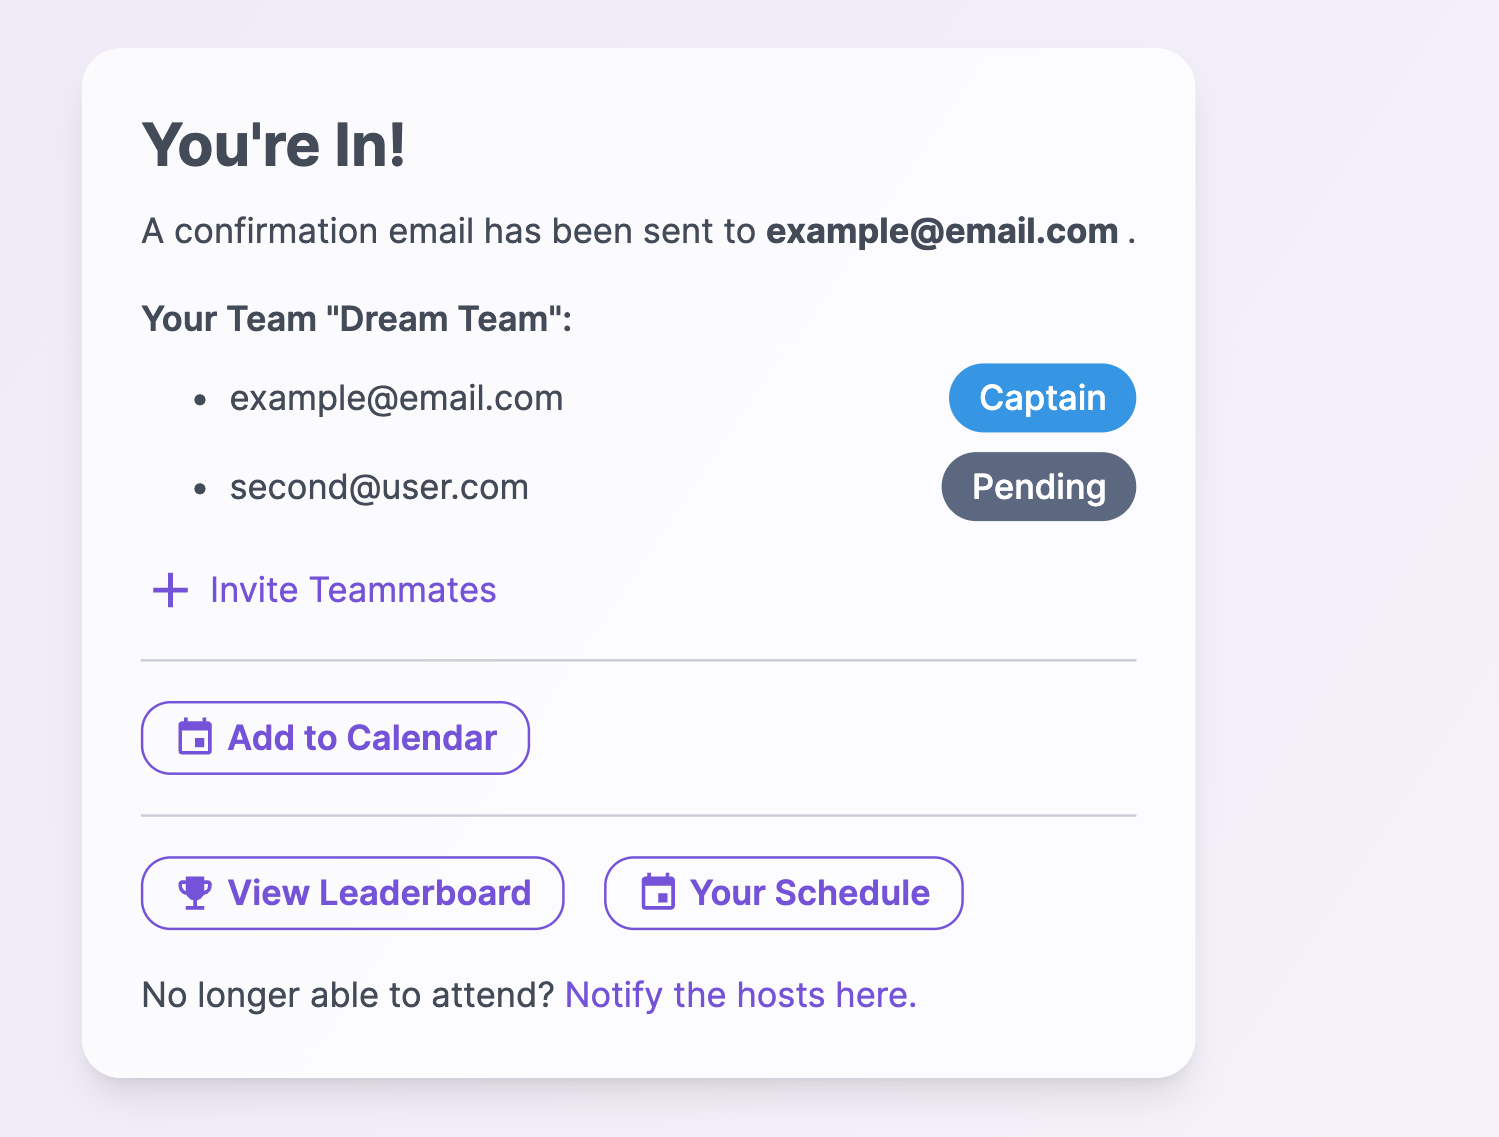 You're In!
A confirmation email has been sent to example@email.com .
Your Team "Dream Team":
• example@email.com Captain
• second@user.com Pending
+ Invite Teammates
Add to Calendar
View Leaderboard Your Schedule
No longer able to attend? Notify the hosts here.